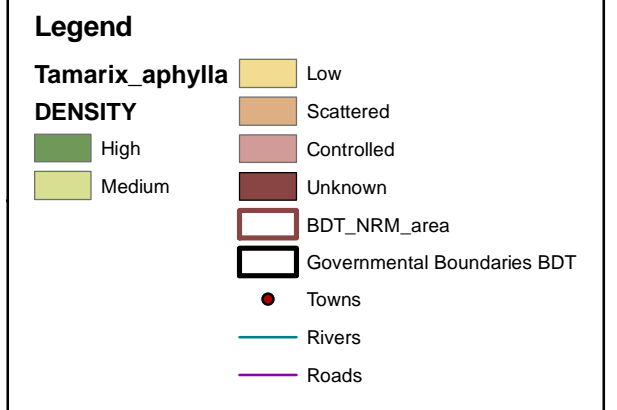 Legend
Tamarix_aphylla
DENSITY
High
Medium
Low
Scattered
Controlled
Unknown
BDT_NRM_area
Governmental Boundaries BDT
Towns
Rivers
Roads